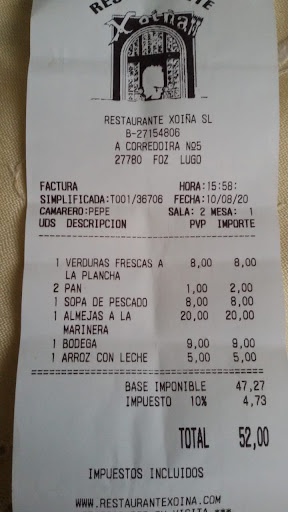 Xoiñas
RESTAURANTE XOIÑA SL
B-27154806
A CORREDOIRA Nº5
27780 FOZ LUGO
FACTURA HORA:15:58:
SIMPLIFICADA:T001/36706 FECHA:10/08/20
CAMARERO:PEPE SALA: 2 MESA: 1
UDS DESCRIPCION PVP IMPORTE
1 VERDURAS FRESCAS A 8,00 8,00
LA PLANCHA
2 PAN 1,00 2,00
1 SOPA DE PESCADO 8,00 8,00
1 ALMEJAS A LA 20,00 20,00
MARINERA
1 BODEGA 9,00 9,00
1 ARROZ CON LECHE 5,00 5,00
BASE IMPONIBLE 47,27
IMPUESTO 10% 4,73
TOTAL 52,00
IMPUESTOS INCLUIDOS
WWW.RESTAURANTEXOINA.COM